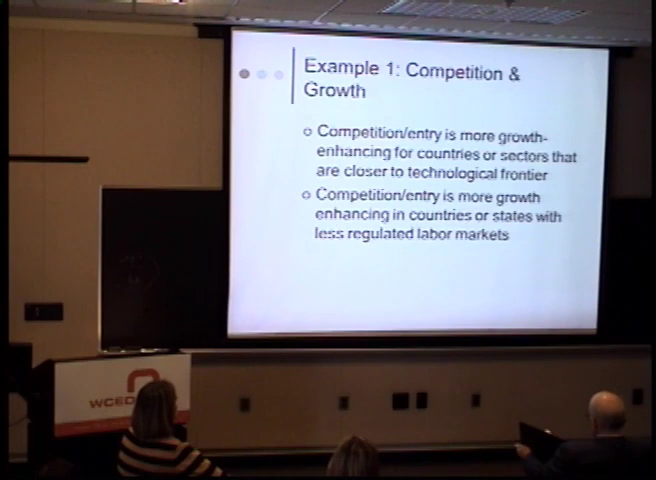 Example 1: Competition &
Growth
Competition/entry is more growth-
enhancing for countries or sectors that
are closer to technological frontier
Competition/entry is more growth
enhancing in countries or states with
less regulated labor markets